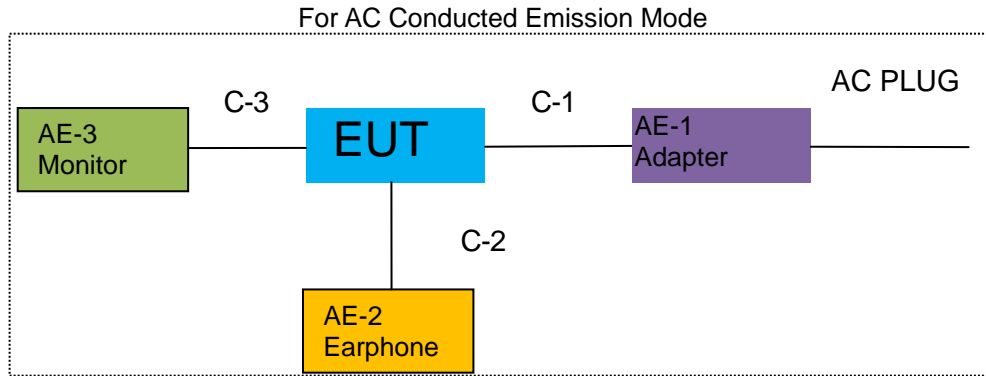 For AC Conducted Emission Mode
AC PLUG
C-3
C-1
AE-3
Monitor
EUT
AE-1
Adapter
C-2
AE-2
Earphone